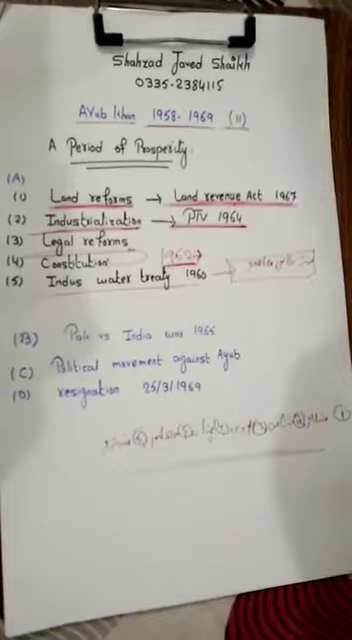 Shahzad Javed Shaikh
0335-2384115
Ayub Khan 1958-1969 (11)
A Period of Prosperity
(A)
(1) Land reforms → Land revenue Act 1967
(2) Industrialization → PTV 1964
(3) Legal reforms
(4) Constitution 1962 →
(5) Indus water treaty 1960 →
(B) Pak vs India war 1965
(C) Political movement against Ayub
(D) resignation 25/3/1969